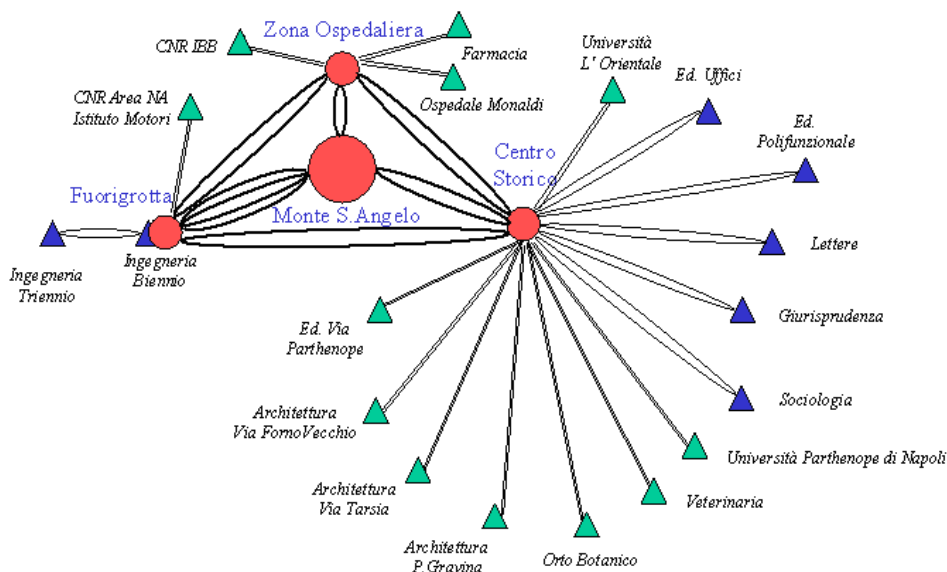 Zona Ospedaliera
CNR IBB
Farmacia
Università
L' Orientale
Ed. Uffici
CNR Area NA
Istituto Motori
Ospedale Monaldi
Ed.
Polifunzionale
Centro
Storico
Fuorigrotta
Monte S.Angelo
Lettere
Ingegneria
Triennio
Ingegneria
Biennio
Giurisprudenza
Ed. Via
Parthenope
Sociologia
Architettura
Via FornoVecchio
Università Parthenope di Napoli
Architettura
Via Tarsia
Veterinaria
Architettura
P.Gravina
Orto Botanico